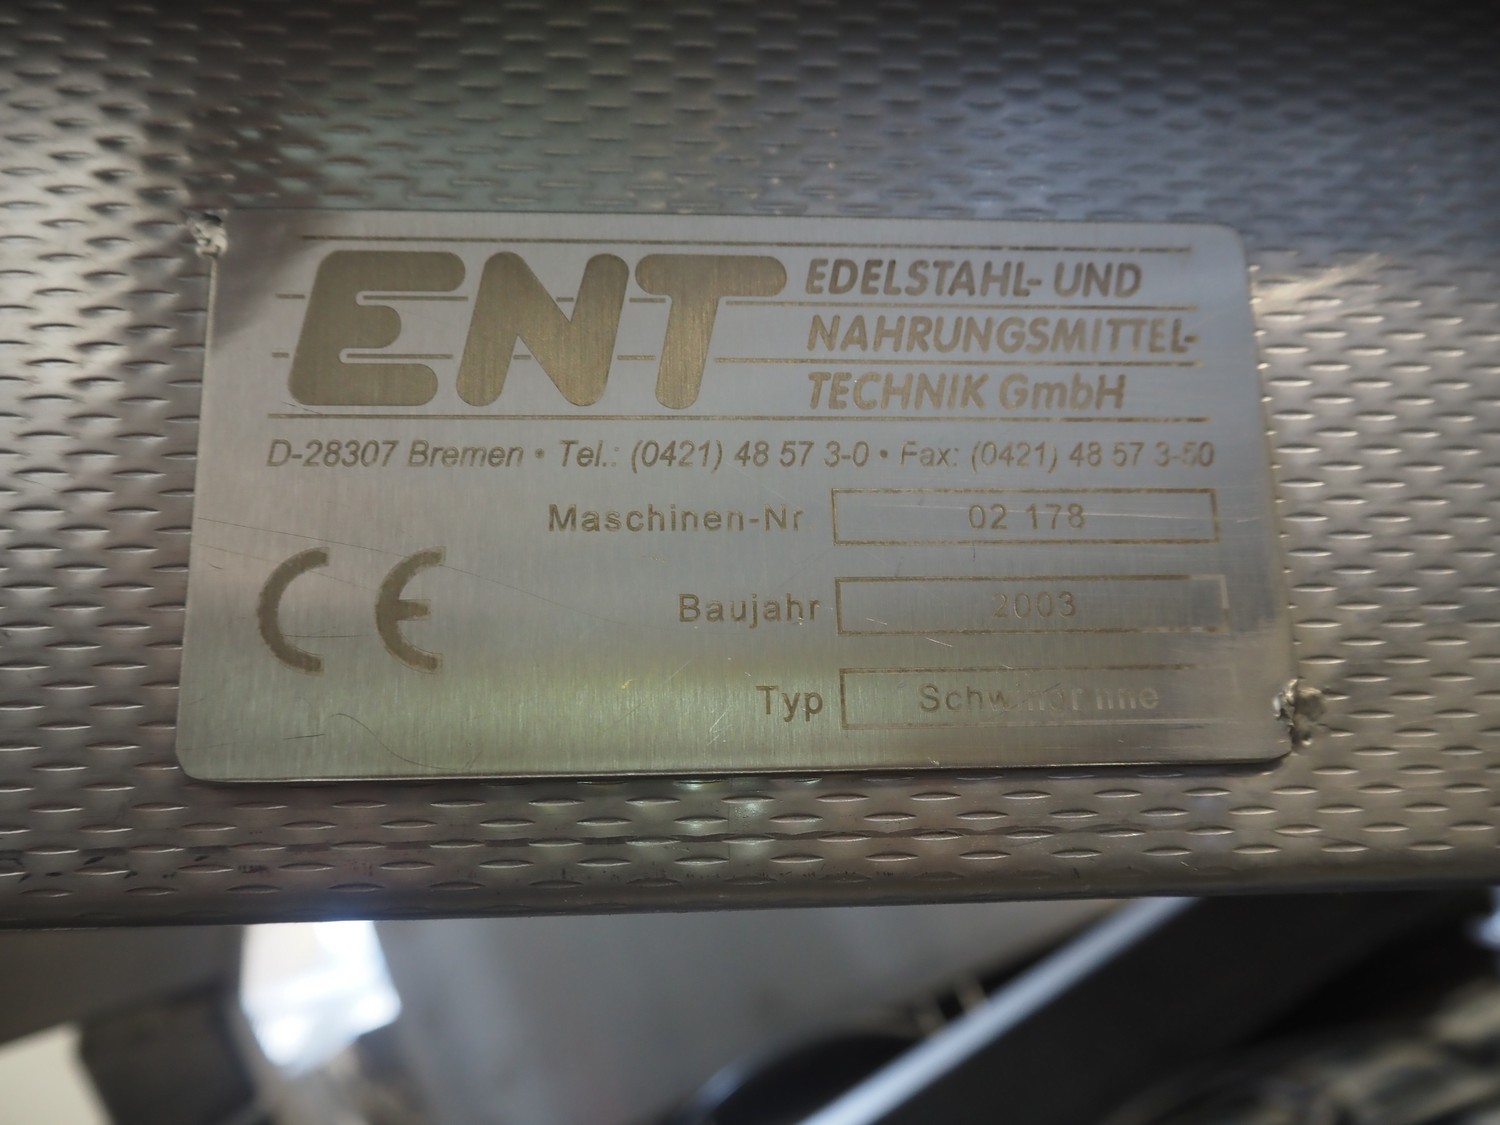 ENT
EDELSTAHL- UND
NAHRUNGSMITTEL-
TECHNIK GmbH
D-28307 Bremen • Tel.: (0421) 48 57 3-0 • Fax: (0421) 48 57 3-50
Maschinen-Nr 02 178
CE
Baujahr 2003
Typ Schwingrinne